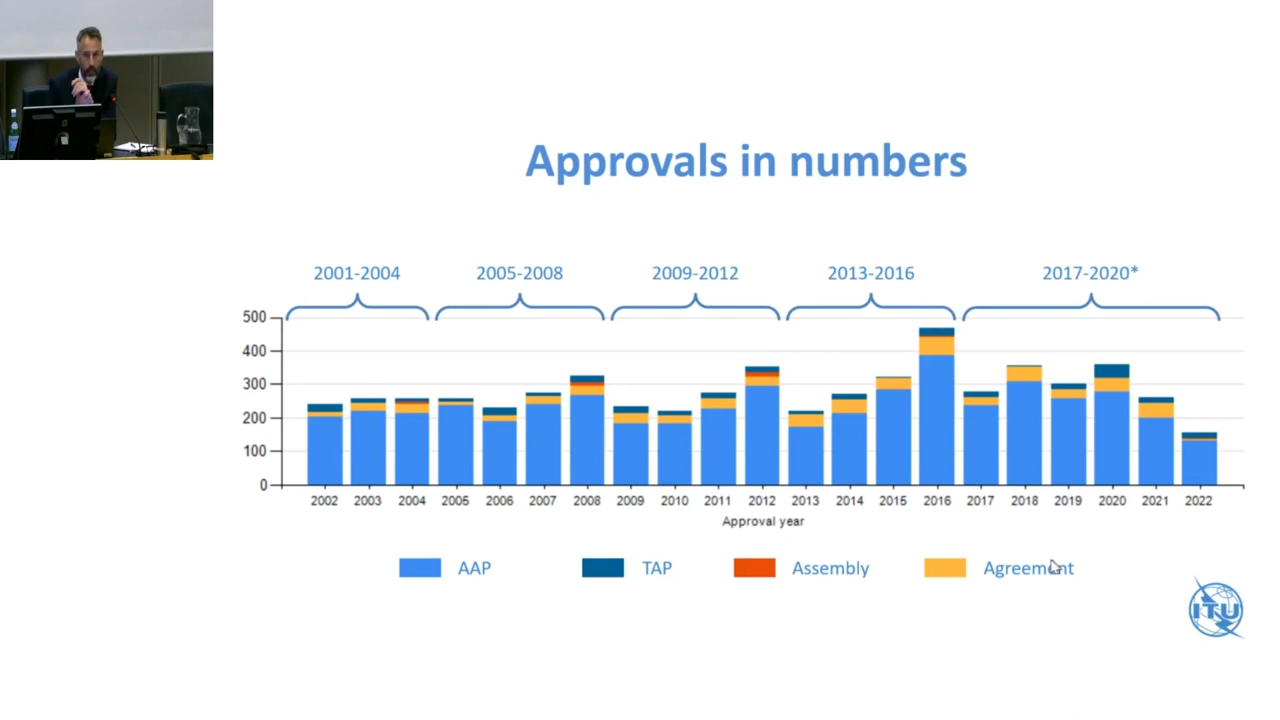 Approvals in numbers
2001-2004 2005-2008 2009-2012 2013-2016 2017-2020*
500
400
300
200
100
0
2002 2003 2004 2005 2006 2007 2008 2009 2010 2011 2012 2013 2014 2015 2016 2017 2018 2019 2020 2021 2022
Approval year
AAP TAP Assembly Agreement
ITU